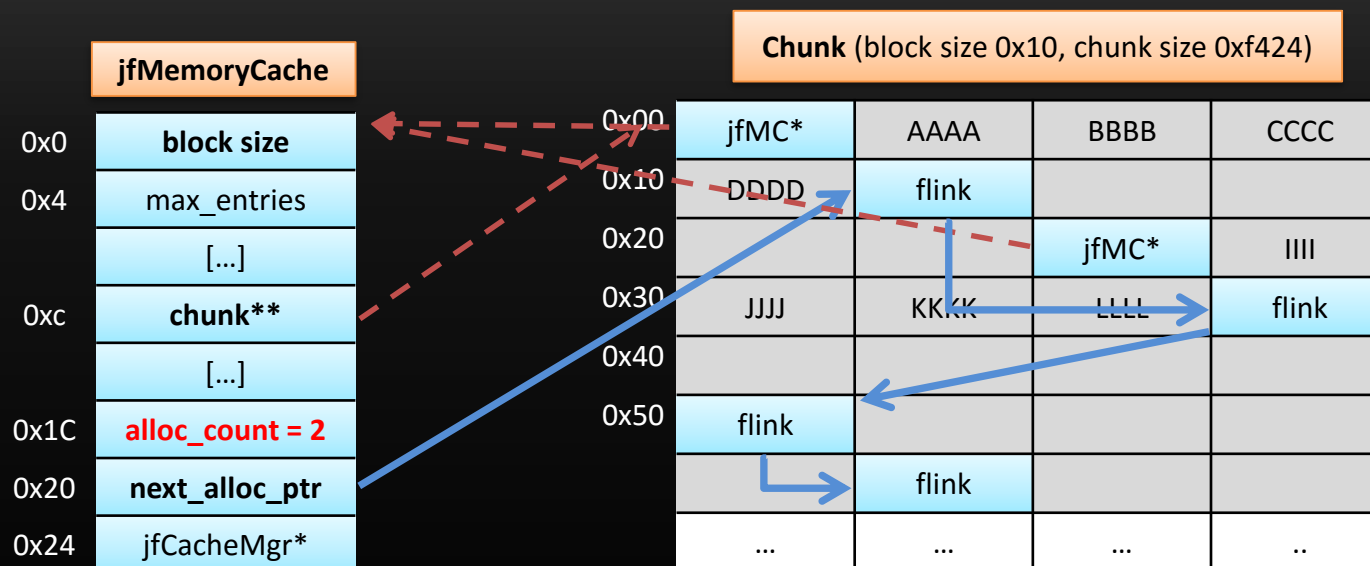 jfMemoryCache
0x0 block size
0x4 max_entries
[…]
0xc chunk**
[…]
0x1C alloc_count = 2
0x20 next_alloc_ptr
0x24 jfCacheMgr*
Chunk (block size 0x10, chunk size 0xf424)
0x00 jfMC* AAAA BBBB CCCC
0x10 DDDD flink
0x20 jfMC* IIII
0x30 JJJJ KKKK LLLL flink
0x40
0x50 flink
flink
… … … ..